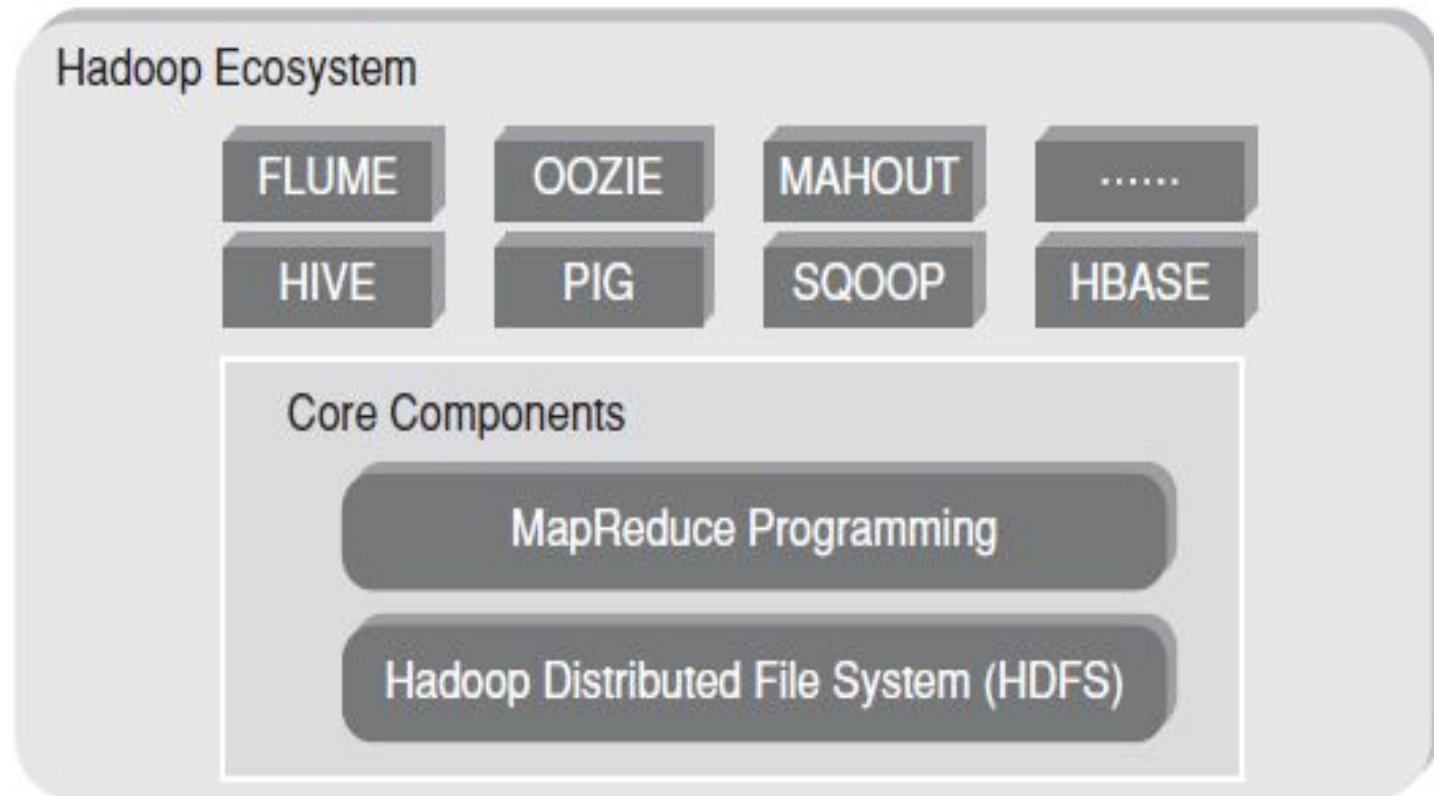 Hadoop Ecosystem
FLUME OOZIE MAHOUT ......
HIVE PIG SQOOP HBASE
Core Components
MapReduce Programming
Hadoop Distributed File System (HDFS)